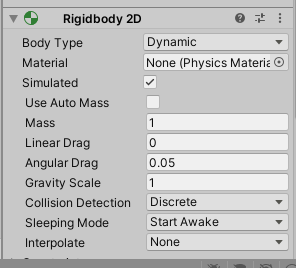 Rigidbody 2D
Body Type Dynamic
Material None (Physics Materia
Simulated
Use Auto Mass
Mass 1
Linear Drag 0
Angular Drag 0.05
Gravity Scale 1
Collision Detection Discrete
Sleeping Mode Start Awake
Interpolate None